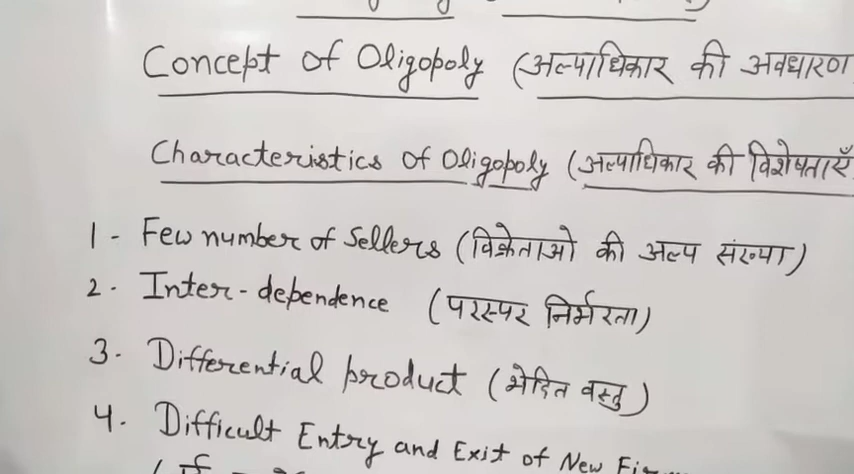 Concept of Oligopoly (अल्पाधिकार की अवधारण
Characteristics of Oligopoly (अल्पाधिकार की विशेषताएँ
1 - Few number of Sellers (विक्रेताओ की अल्प संख्या)
2 - Inter-dependence (परस्पर निर्भरता)
3. Differential product (भेदित वस्तु)
4. Difficult Entry and Exit of New